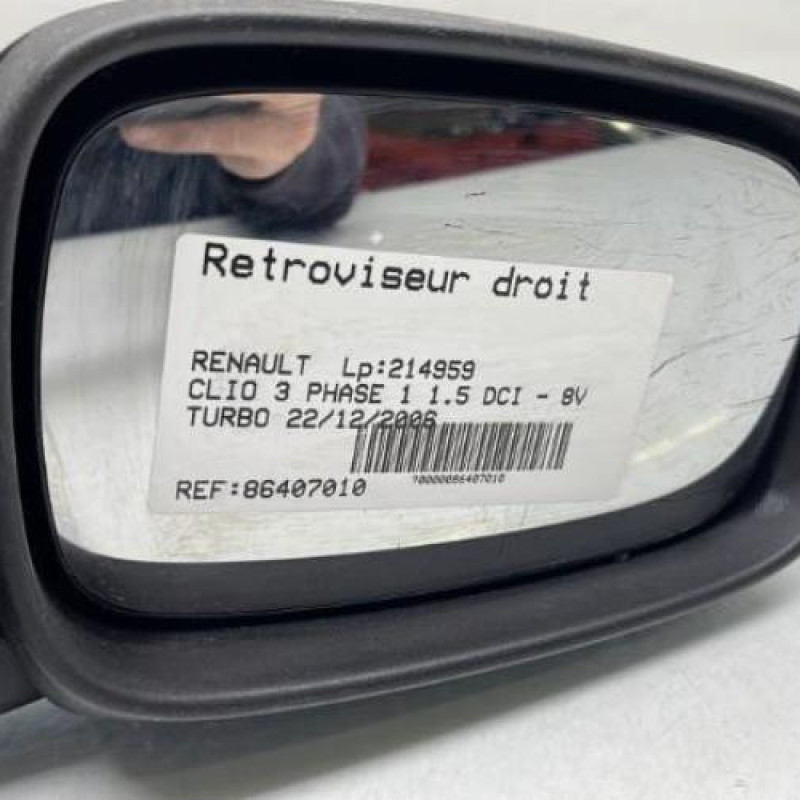 Retroviseur droit
RENAULT Lp:214959
CLIO 3 PHASE 1 1.5 DCI - 8V
TURBO 22/12/2006
REF:86407010